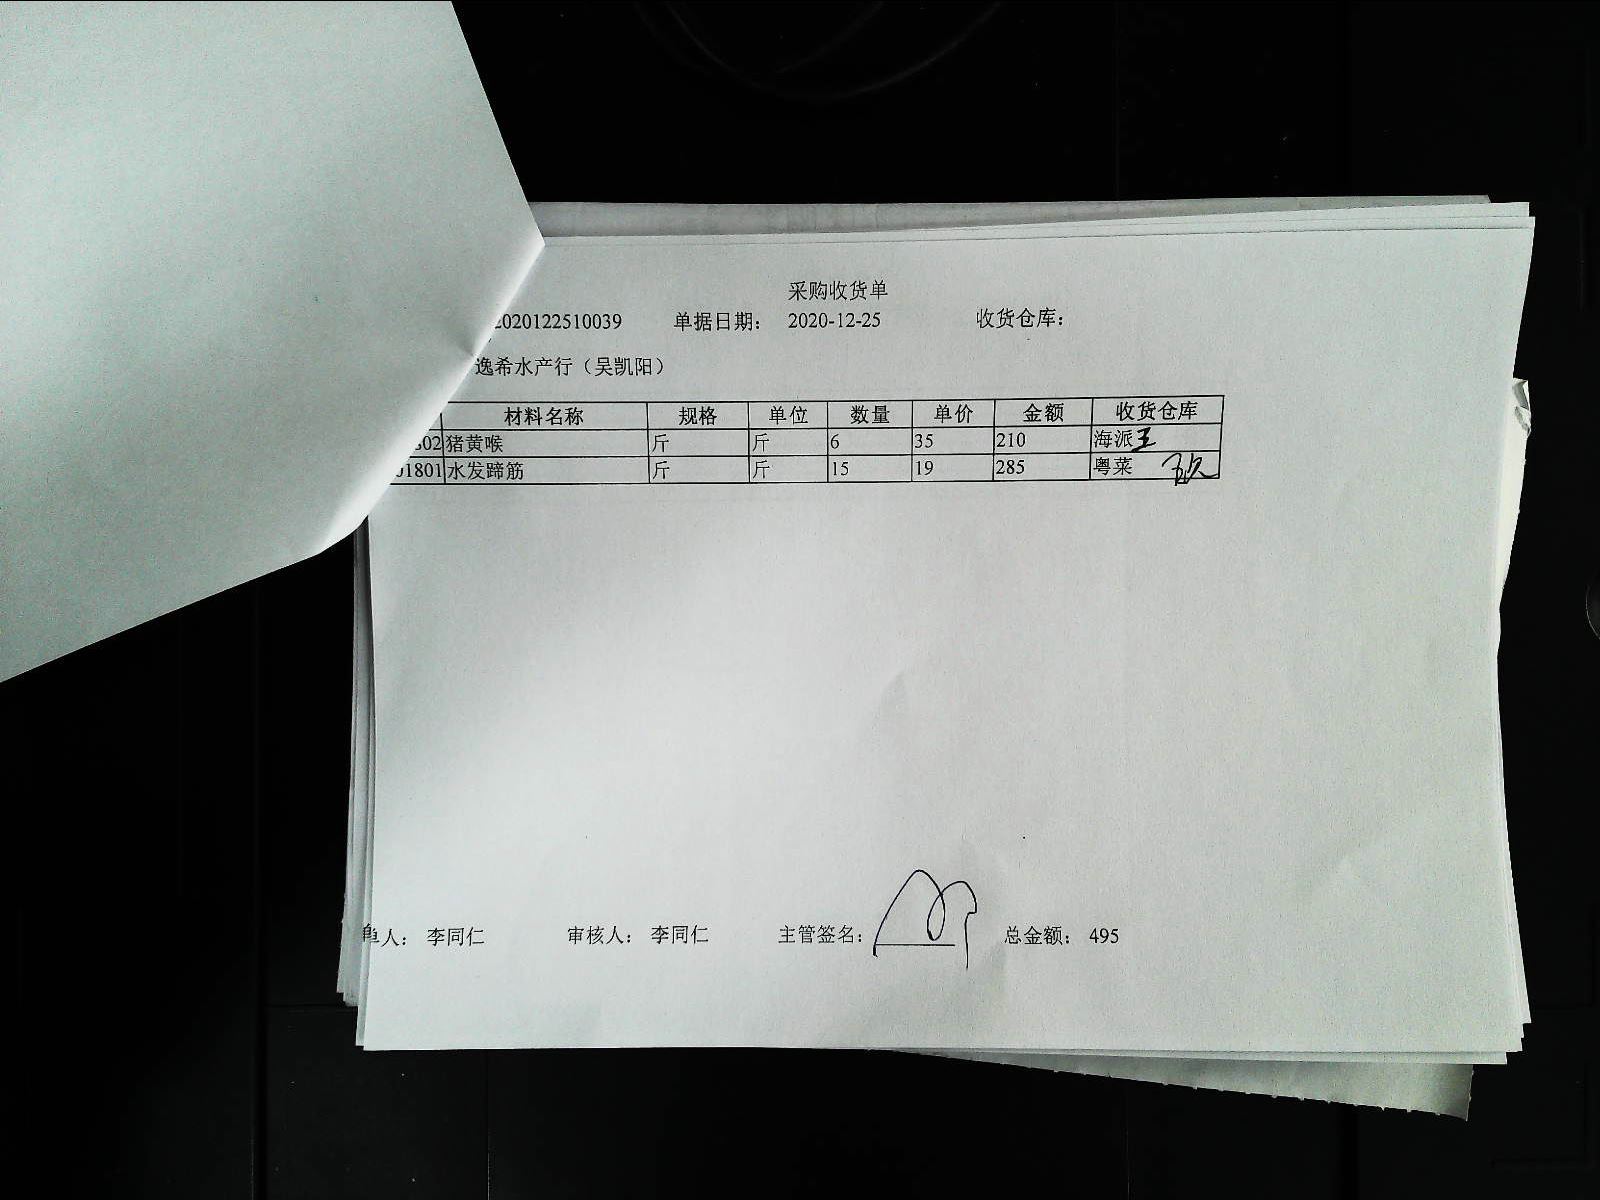 采购收货单
2020122510039 单据日期： 2020-12-25 收货仓库：
逸希水产行（吴凯阳）
材料名称 规格 单位 数量 单价 金额 收货仓库
02 猪黄喉 斤 斤 6 35 210 海派 王
01801 水发蹄筋 斤 斤 15 19 285 粤菜
单人： 李同仁 审核人： 李同仁 主管签名： 总金额： 495